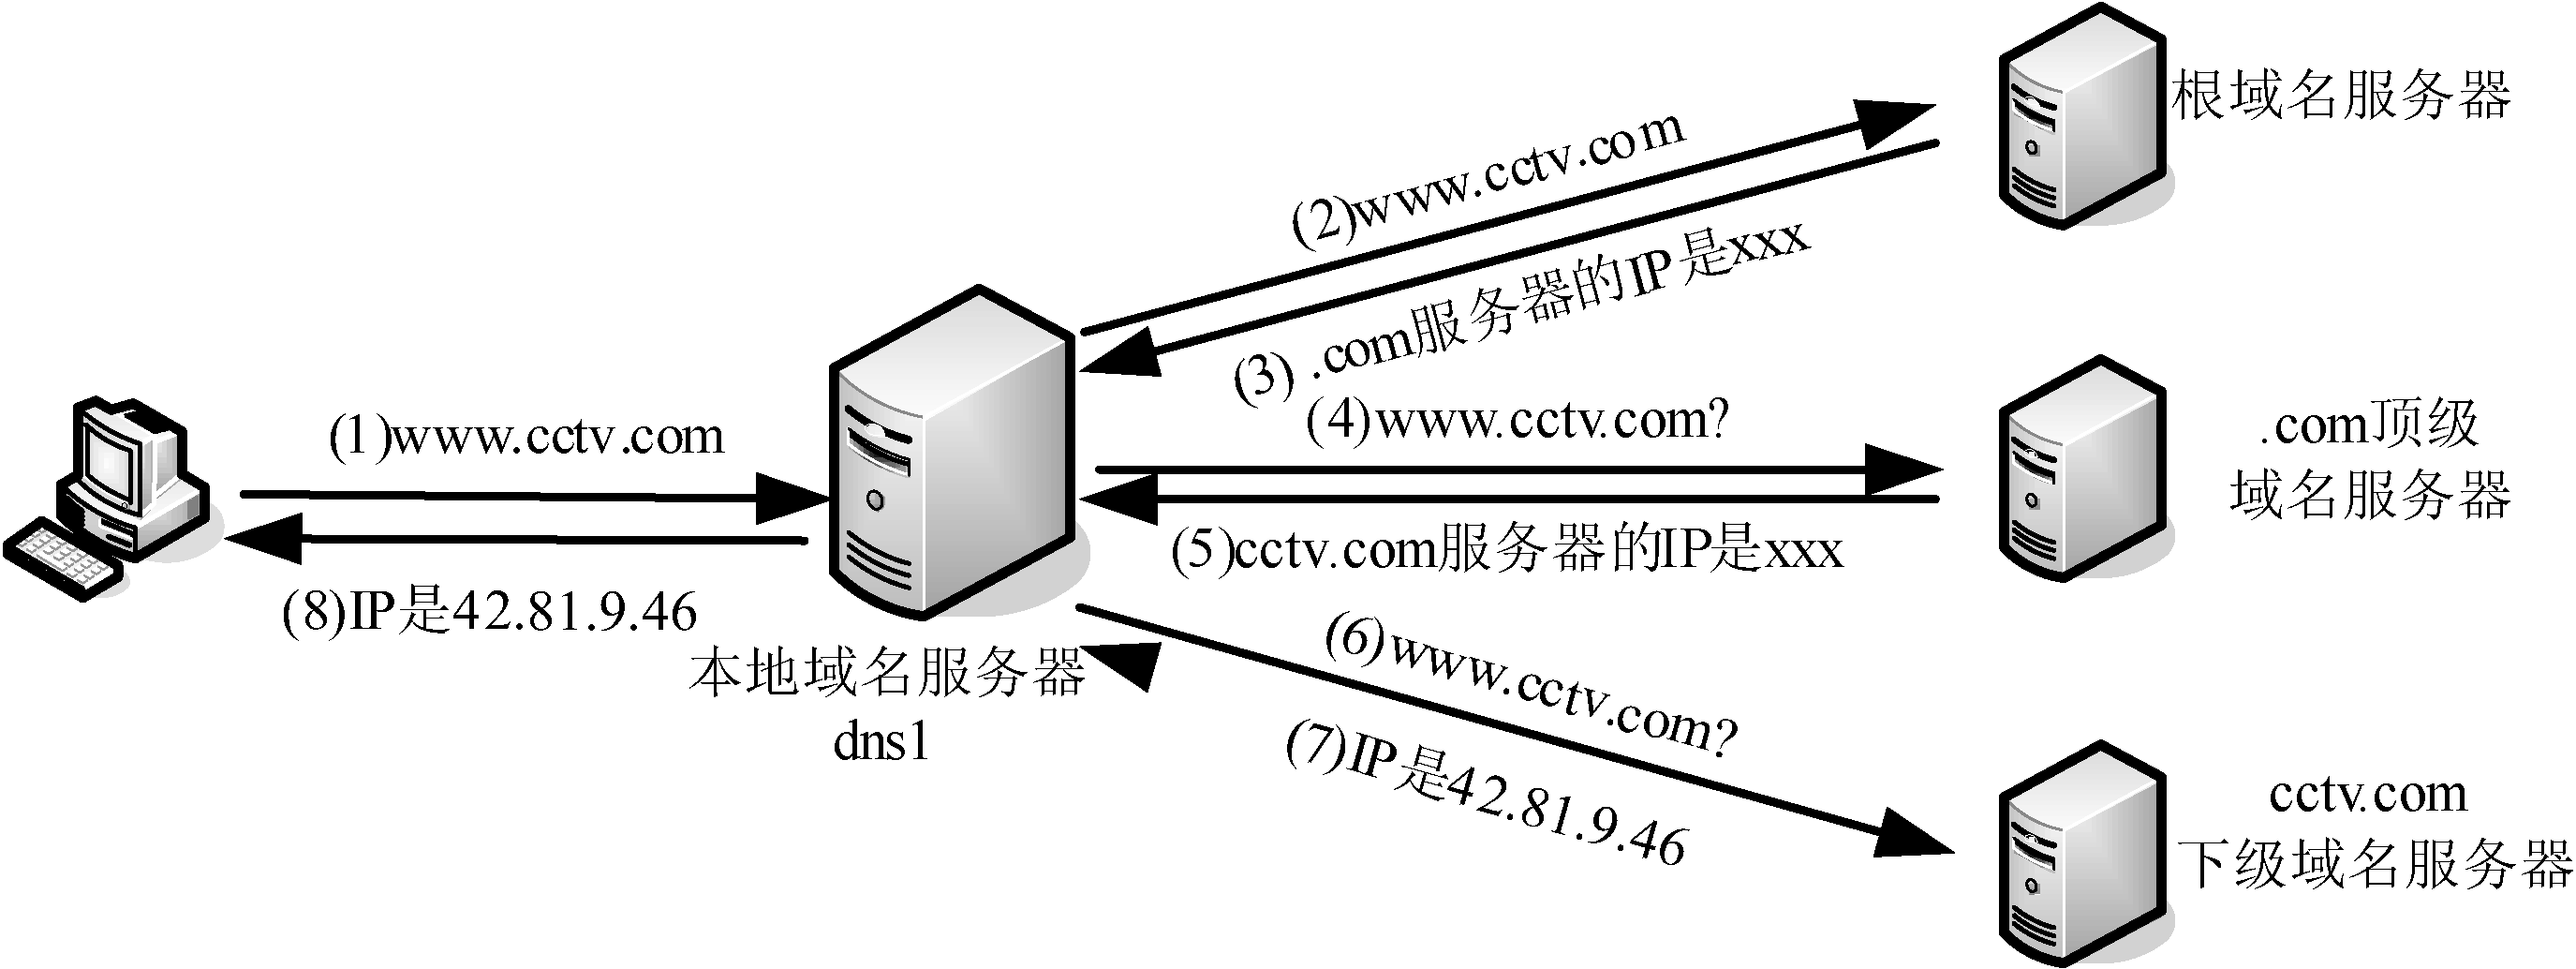 (1)www.cctv.com
(8)IP是42.81.9.46
本地域名服务器
dns1
(2)www.cctv.com
(3) .com服务器的IP是xxx
(4)www.cctv.com?
(5)cctv.com服务器的IP是xxx
(6)www.cctv.com?
(7)IP是42.81.9.46
根域名服务器
.com顶级
域名服务器
cctv.com
下级域名服务器